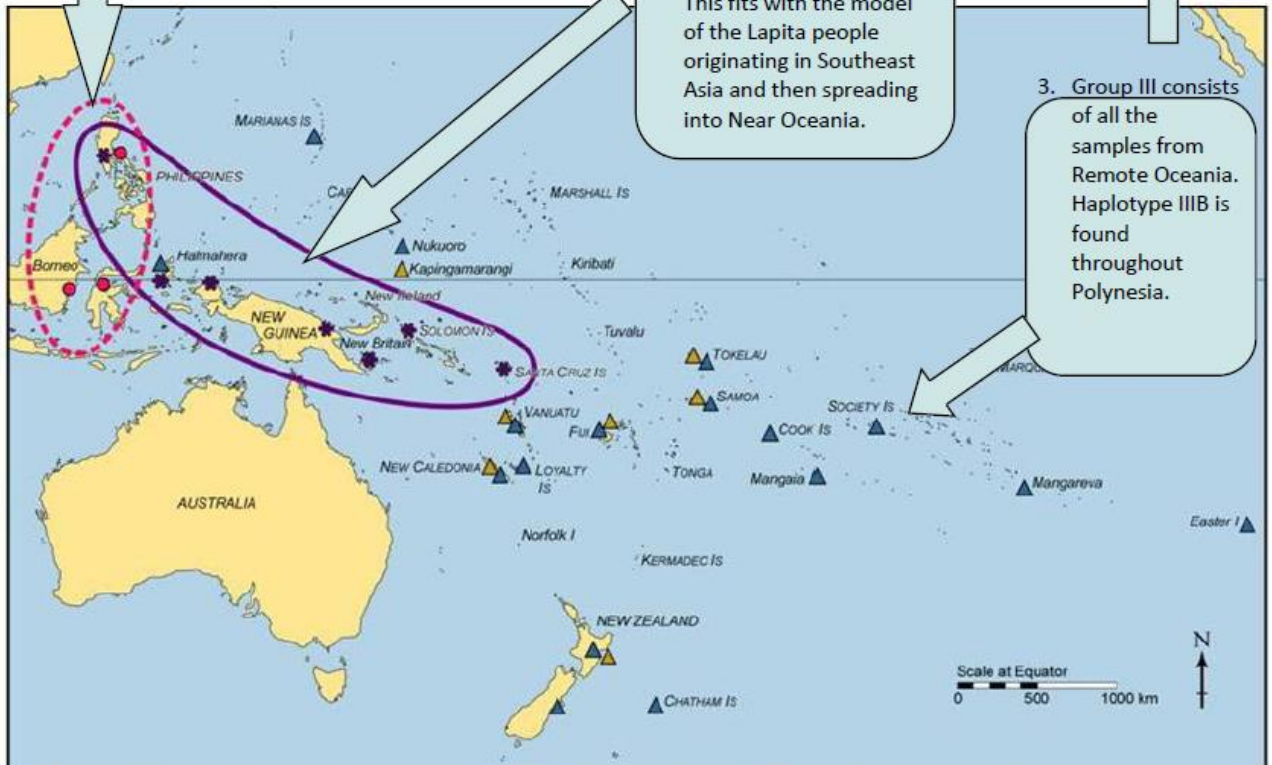 This fits with the model
of the Lapita people
originating in Southeast
Asia and then spreading
into Near Oceania.
3. Group III consists
of all the
samples from
Remote Oceania.
Haplotype IIIB is
found
throughout
Polynesia.
MARIANAS IS
PHILIPPINES
MARSHALL IS
Halmahera
Borneo
Nukuoro
Kapingamarangi
Kiribati
New Ireland
NEW
GUINEA
SOLOMON IS
New Britain
Tuvalu
SANTA CRUZ IS
TOKELAU
SAMOA
VANUATU
FIJI
SOCIETY IS
COOK IS
NEW CALEDONIA
LOYALTY
IS
TONGA
Mangaia
Mangareva
AUSTRALIA
Easter I
Norfolk I
KERMADEC IS
NEW ZEALAND
CHATHAM IS
N
Scale at Equator
0 500 1000 km